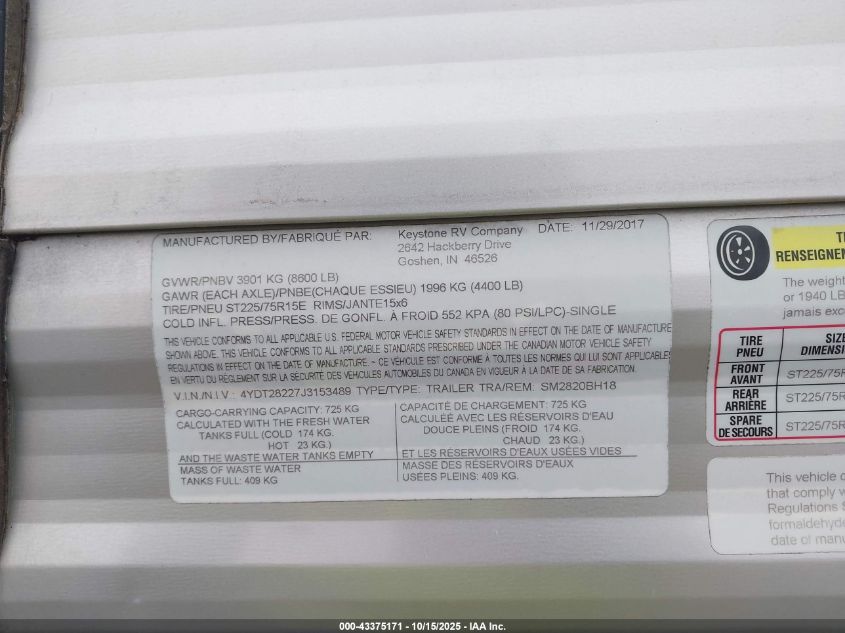 MANUFACTURED BY/FABRIQUÉ PAR: Keystone RV Company DATE: 11/29/2017
2642 Hackberry Drive
Goshen, IN 46526
GVWR/PNBV 3901 KG (8600 LB)
GAWR (EACH AXLE)/PNBE(CHAQUE ESSIEU) 1996 KG (4400 LB)
TIRE/PNEU ST225/75R15E RIMS/JANTE15x6
COLD INFL. PRESS/PRESS. DE GONFL. À FROID 552 KPA (80 PSI/LPC)-SINGLE
THIS VEHICLE CONFORMS TO ALL APPLICABLE U.S. FEDERAL MOTOR VEHICLE SAFETY STANDARDS IN EFFECT ON THE DATE OF MANUFACTURE
SHOWN ABOVE. THIS VEHICLE CONFORMS TO ALL APPLICABLE STANDARDS PRESCRIBED UNDER THE CANADIAN MOTOR VEHICLE SAFETY
REGULATIONS IN EFFECT ON THE DATE OF MANUFACTURE. - CE VÉHICULE EST CONFORME À TOUTES LES NORMES QUI LUI SONT APPLICABLES
EN VERTU DU RÈGLEMENT SUR LA SÉCURITÉ DES VÉHICULES AUTOMOBILES DU CANADA EN VIGUEUR À LA DATE DE SA FABRICATION.
V.I.N./N.I.V.: 4YDT28227J3153489 TYPE/TYPE: TRAILER TRA/REM: SM2820BH18
CARGO-CARRYING CAPACITY: 725 KG
CALCULATED WITH THE FRESH WATER
TANKS FULL (COLD 174 KG.
HOT 23 KG.)
AND THE WASTE WATER TANKS EMPTY
MASS OF WASTE WATER
TANKS FULL: 409 KG
CAPACITÉ DE CHARGEMENT: 725 KG
CALCULÉE AVEC LES RÉSERVOIRS D'EAU
DOUCE PLEINS (FROID 174 KG.
CHAUD 23 KG.)
ET LES RÉSERVOIRS D'EAUX USÉES VIDES
MASSE DES RÉSERVOIRS D'EAUX
USÉES PLEINS: 409 KG.
RENSEIGNEM
The weight
or 1940 LB
jamais exc
TIRE
PNEU
SIZE
DIMENSI
FRONT
AVANT
ST225/75R
REAR
ARRIÈRE
ST225/75R
SPARE
DE SECOURS
ST225/75R
This vehicle
that comply w
Regulations
formaldehyd
date of manu
000-43375171 - 10/15/2025 - IAA Inc.